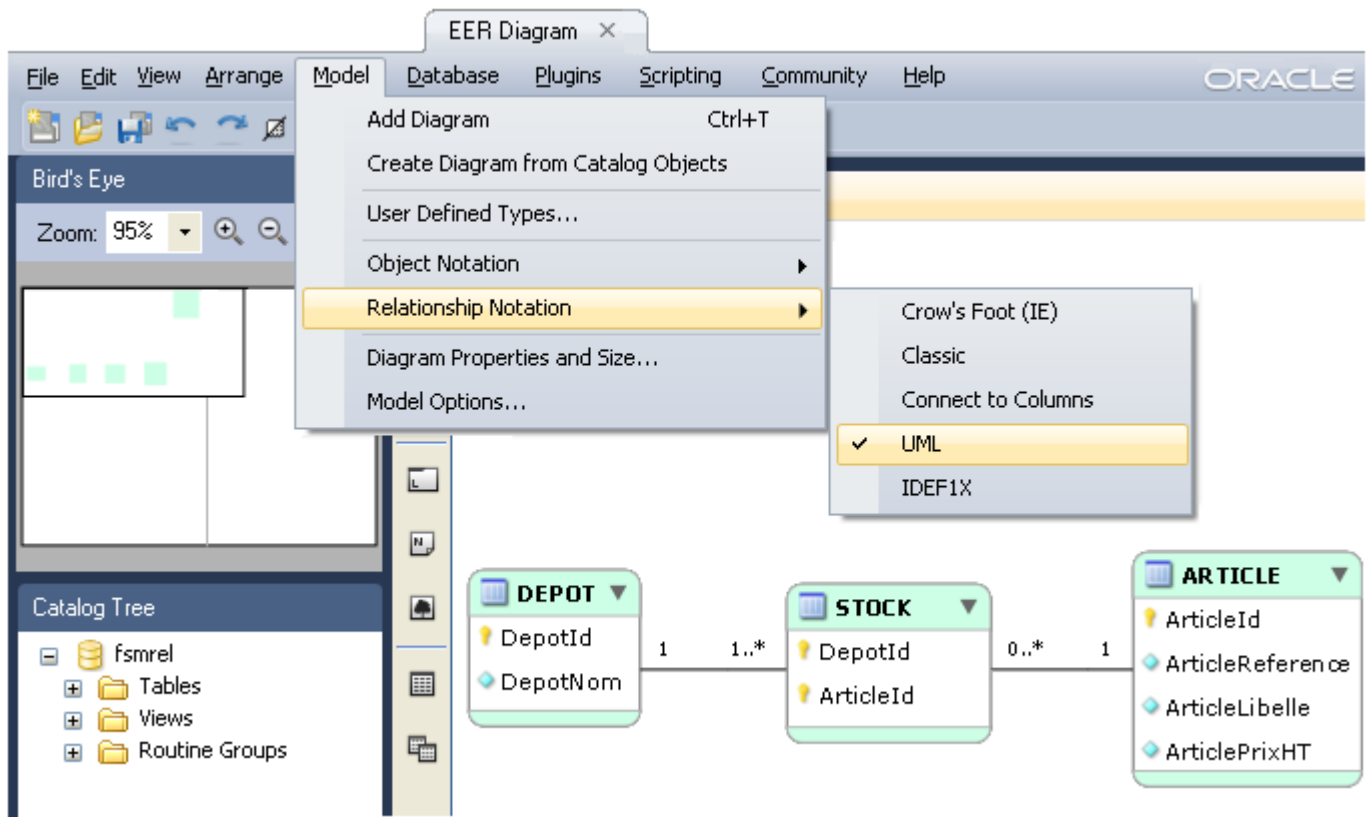 EER Diagram ×
File Edit View Arrange Model Database Plugins Scripting Community Help ORACLE
Add Diagram Ctrl+T
Create Diagram from Catalog Objects
User Defined Types...
Object Notation
Relationship Notation
Diagram Properties and Size...
Model Options...
Crow's Foot (IE)
Classic
Connect to Columns
UML
IDEF1X
Bird's Eye
Zoom: 95%
Catalog Tree
fsmrel
Tables
Views
Routine Groups
DEPOT
DepotId
DepotNom
1 1..*
STOCK
DepotId
ArticleId
0..* 1
ARTICLE
ArticleId
ArticleReference
ArticleLibelle
ArticlePrixHT